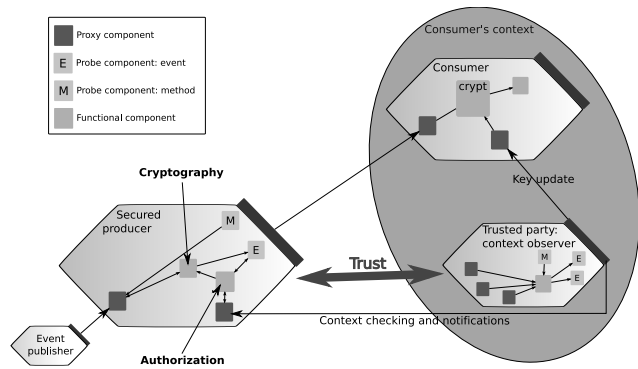 Proxy component
E Probe component: event
M Probe component: method
Functional component
Consumer's context
Consumer
crypt
Key update
Cryptography
Secured
producer
M
E
Trusted party:
context observer
M
E
E
Trust
Context checking and notifications
Event
publisher
Authorization